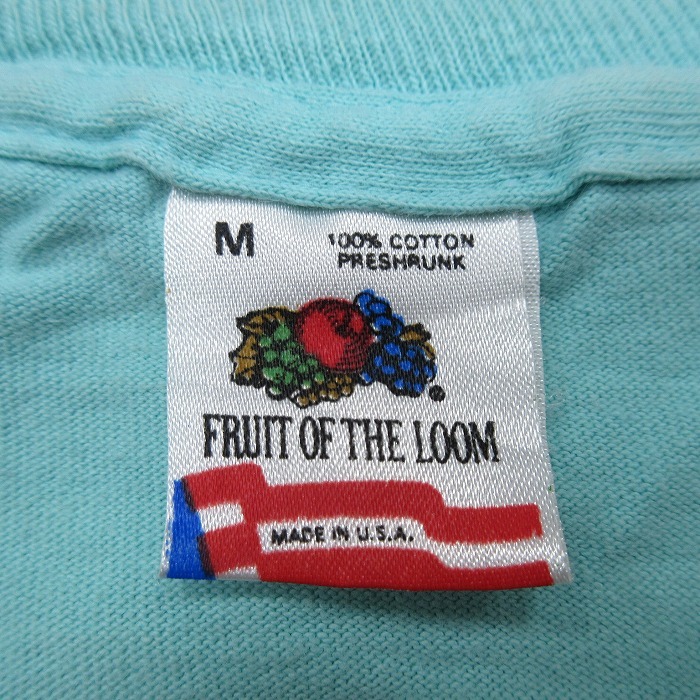 M
100% COTTON
PRESHRUNK
®
FRUIT OF THE LOOM
MADE IN U.S.A.